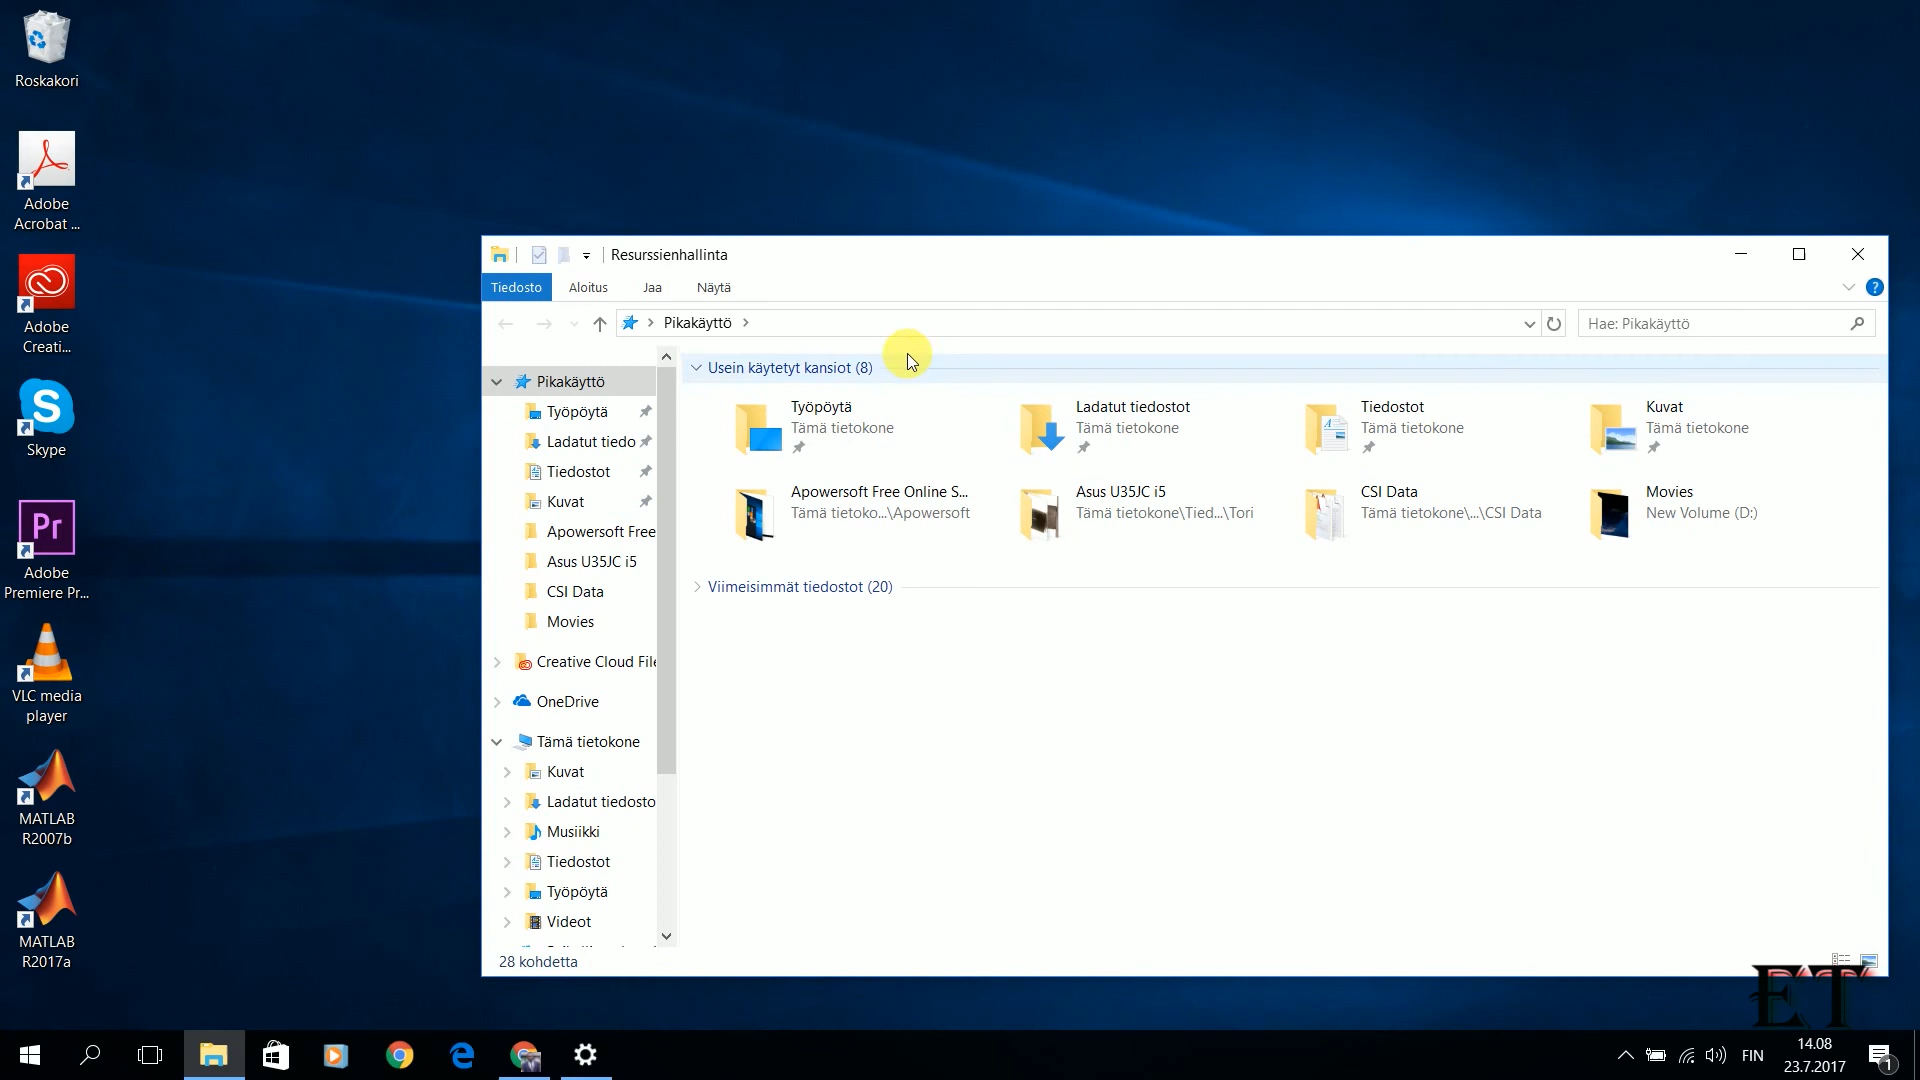 Roskakori
Adobe
Acrobat ...
Adobe
Creati...
Skype
Pr
Adobe
Premiere Pr...
VLC media
player
MATLAB
R2007b
MATLAB
R2017a
Resurssienhallinta
Tiedosto
Aloitus
Jaa
Näytä
Pikakäyttö
Hae: Pikakäyttö
Pikakäyttö
Työpöytä
Ladatut tiedo
Tiedostot
Kuvat
Apowersoft Free
Asus U35JC i5
CSI Data
Movies
Creative Cloud File
OneDrive
Tämä tietokone
Kuvat
Ladatut tiedosto
Musiikki
Tiedostot
Työpöytä
Videot
Usein käytetyt kansiot (8)
Työpöytä
Tämä tietokone
Ladatut tiedostot
Tämä tietokone
Tiedostot
Tämä tietokone
Kuvat
Tämä tietokone
Apowersoft Free Online S...
Tämä tietoko...\Apowersoft
Asus U35JC i5
Tämä tietokone\Tied...\Tori
CSI Data
Tämä tietokone\...\CSI Data
Movies
New Volume (D:)
Viimeisimmät tiedostot (20)
28 kohdetta
ET
FIN
14.08
23.7.2017
1